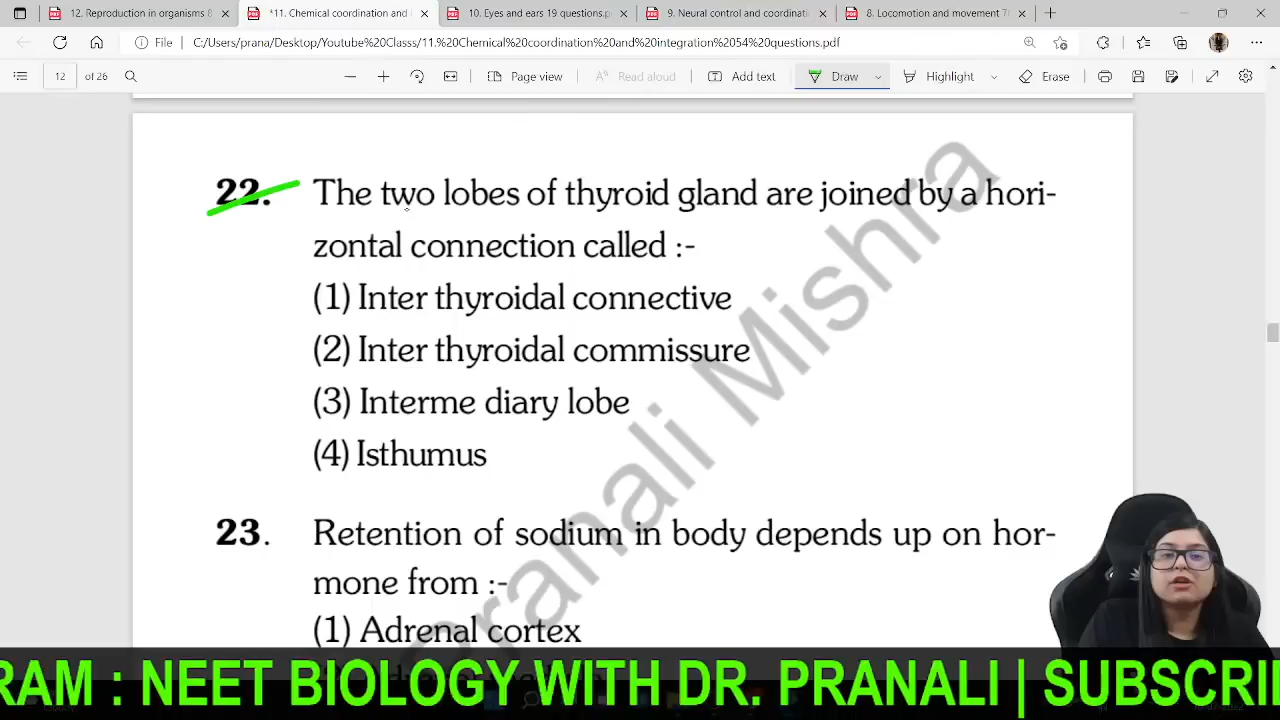 12. Reproduction in organisms 8
*11. Chemical coordination and i
10. Eyes and ears 19 questions.p
9. Neural control and coordinati
8. Locomotion and movement 7
File
C:/Users/prana/Desktop/Youtube%20Classs/11.%20Chemical%20coordination%20and%20integration%2054%20questions.pdf
12 of 26
Page view
Read aloud
Add text
Draw
Highlight
Erase
22. The two lobes of thyroid gland are joined by a hori-
zontal connection called :-
(1) Inter thyroidal connective
(2) Inter thyroidal commissure
(3) Interme diary lobe
(4) Isthumus
23. Retention of sodium in body depends up on hor-
mone from :-
(1) Adrenal cortex
Pranali Mishra
RAM : NEET BIOLOGY WITH DR. PRANALI | SUBSCRI